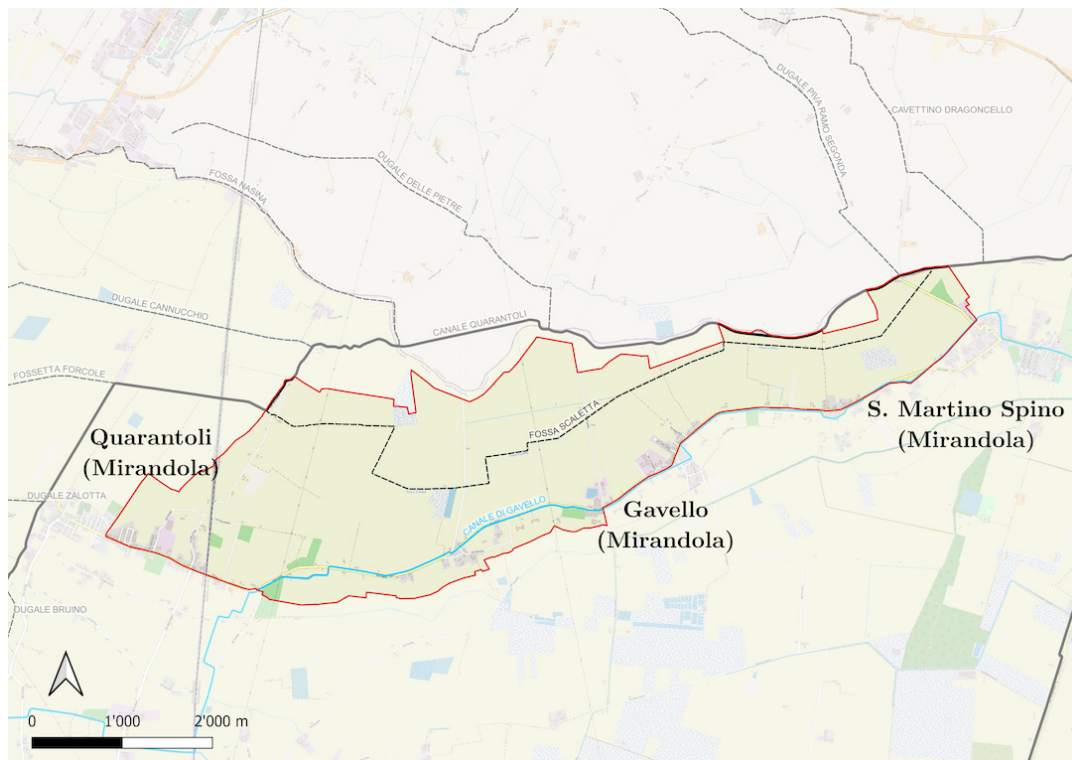 DUGALE PIVA RAMO SEGONDA
CAVETTINO DRAGONCELLO
DUGALE DELLE PIETRE
FOSSA NASINA
DUGALE CANNUCCHIO
CANALE QUARANTOLI
FOSSETTA FORCOLE
FOSSA SCALETTA
S. Martino Spino
(Mirandola)
Quarantoli
(Mirandola)
DUGALE ZALOTTA
CANALE DI GAVELLO
Gavello
(Mirandola)
DUGALE BRUINO
0 1'000 2'000 m